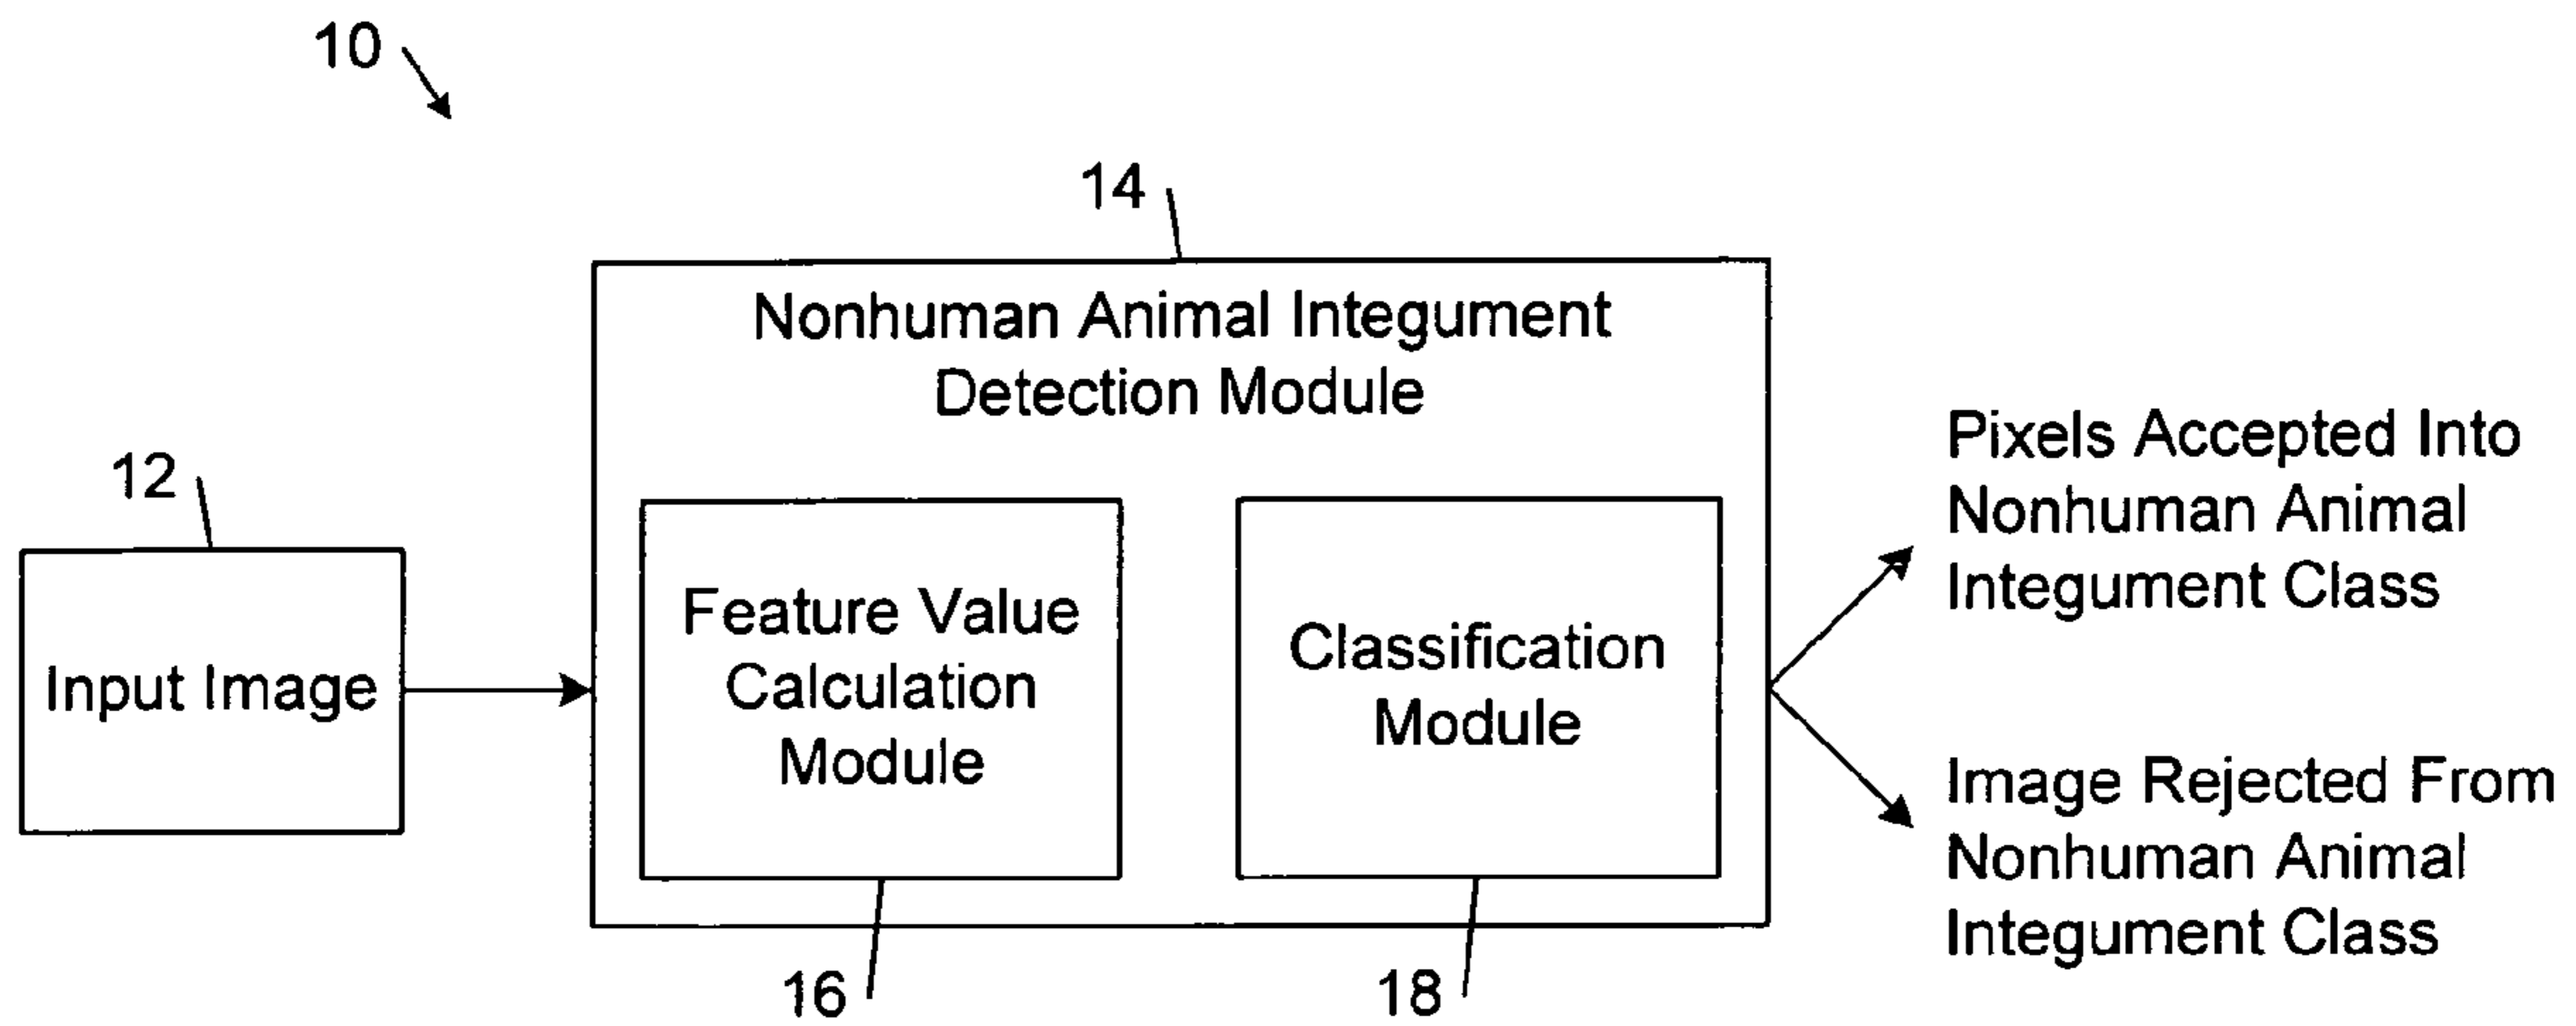 10
14
Nonhuman Animal Integument
Detection Module
12
Input Image
Feature Value
Calculation
Module
Classification
Module
Pixels Accepted Into
Nonhuman Animal
Integument Class
Image Rejected From
Nonhuman Animal
Integument Class
16
18